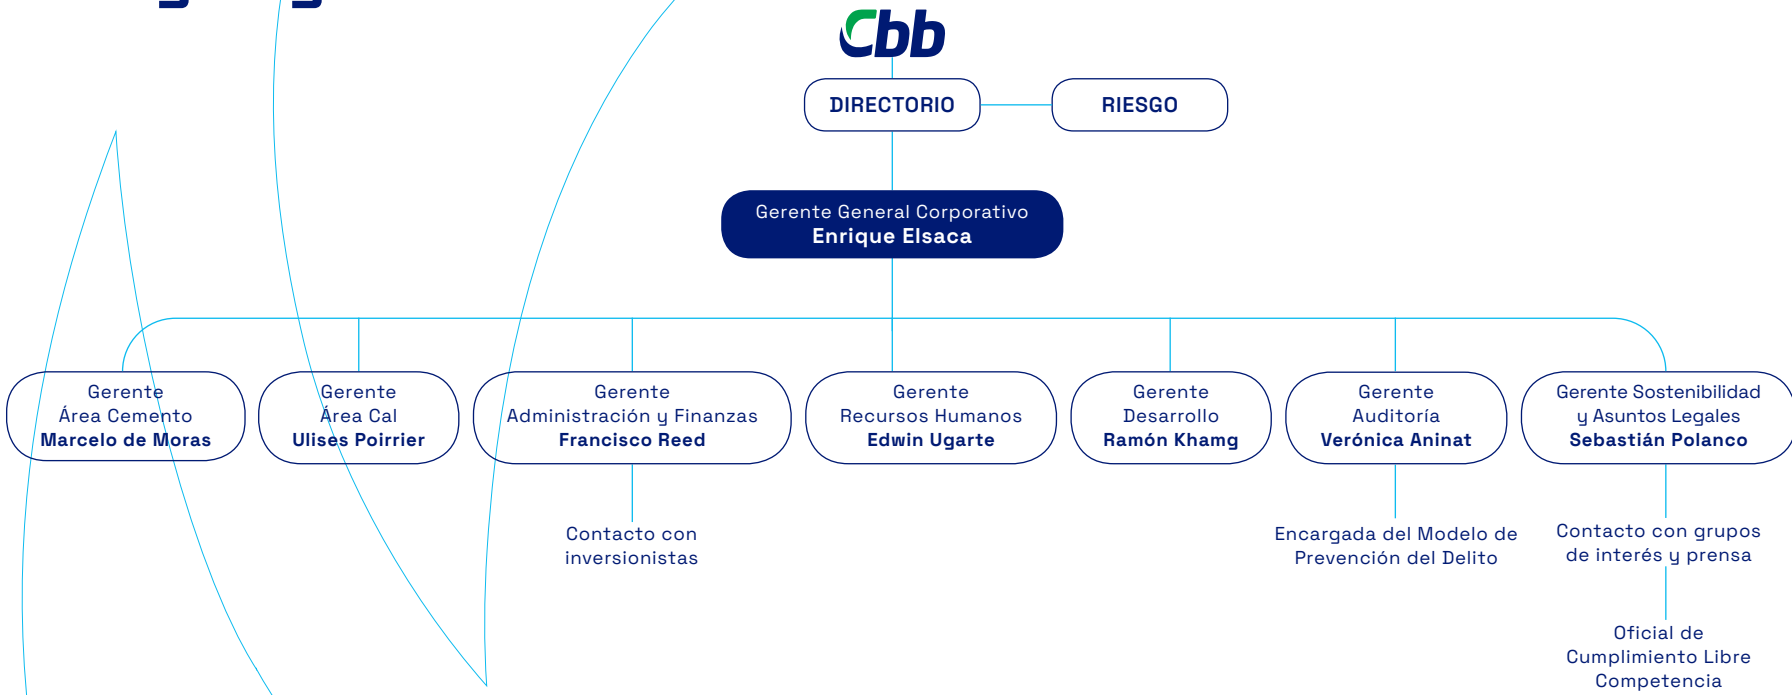 Cbb
DIRECTORIO
RIESGO
Gerente General Corporativo
Enrique Elsaca
Gerente
Área Cemento
Marcelo de Moras
Gerente
Área Cal
Ulises Poirrier
Gerente
Administración y Finanzas
Francisco Reed
Gerente
Recursos Humanos
Edwin Ugarte
Gerente
Desarrollo
Ramón Khamg
Gerente
Auditoría
Verónica Aninat
Gerente Sostenibilidad
y Asuntos Legales
Sebastián Polanco
Contacto con
inversionistas
Encargada del Modelo de
Prevención del Delito
Contacto con grupos
de interés y prensa
Oficial de
Cumplimiento Libre
Competencia